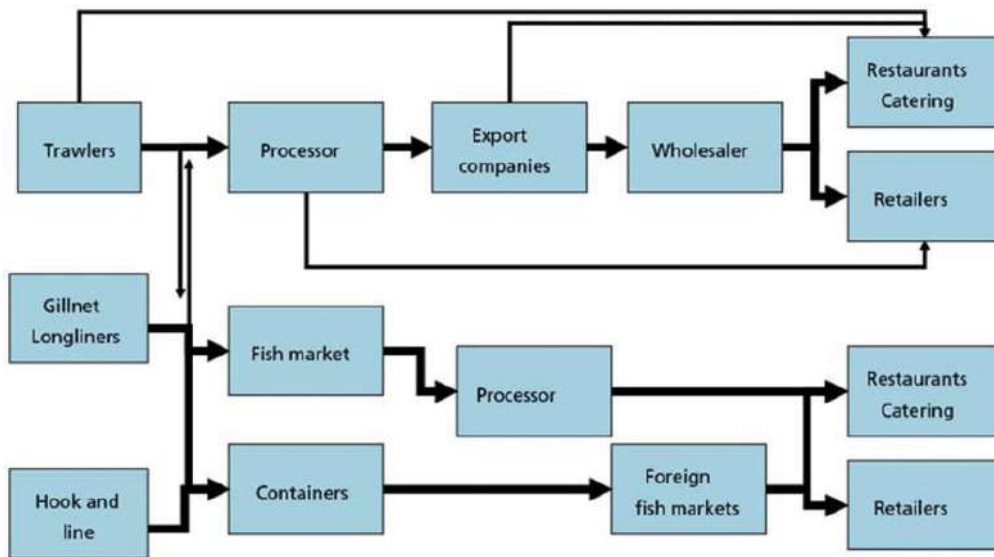 Restaurants
Catering
Trawlers
Processor
Export
companies
Wholesaler
Retailers
Gillnet
Longliners
Fish market
Processor
Restaurants
Catering
Hook and
line
Containers
Foreign
fish markets
Retailers